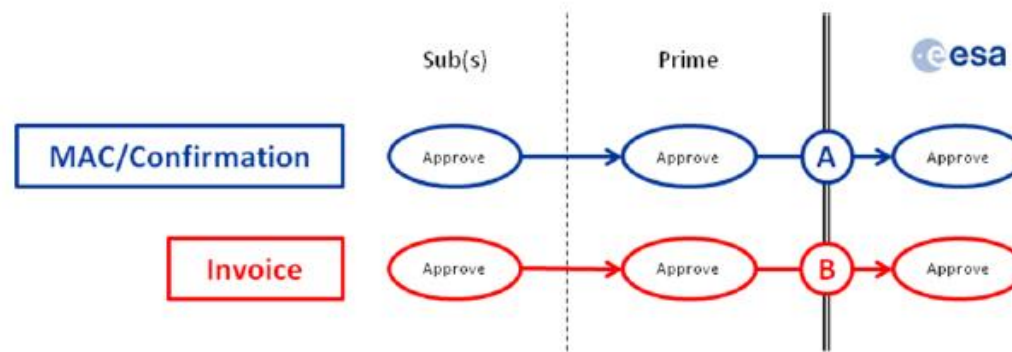 Sub(s) Prime esa
MAC/Confirmation Approve Approve A Approve
Invoice Approve Approve B Approve